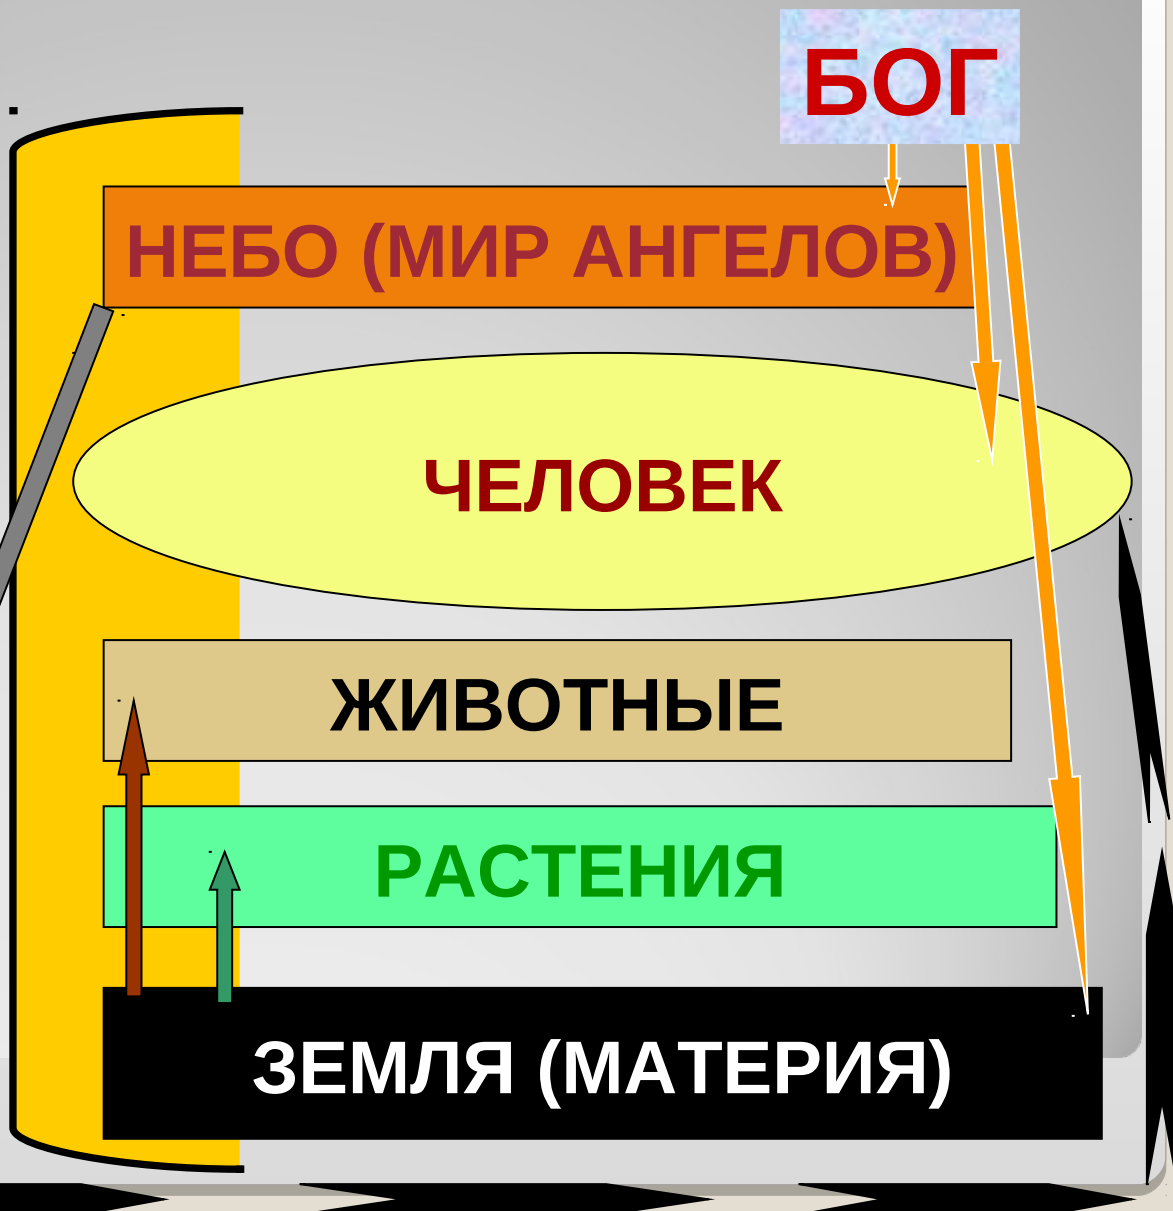 БОГ
НЕБО (МИР АНГЕЛОВ)
ЧЕЛОВЕК
ЖИВОТНЫЕ
РАСТЕНИЯ
ЗЕМЛЯ (МАТЕРИЯ)